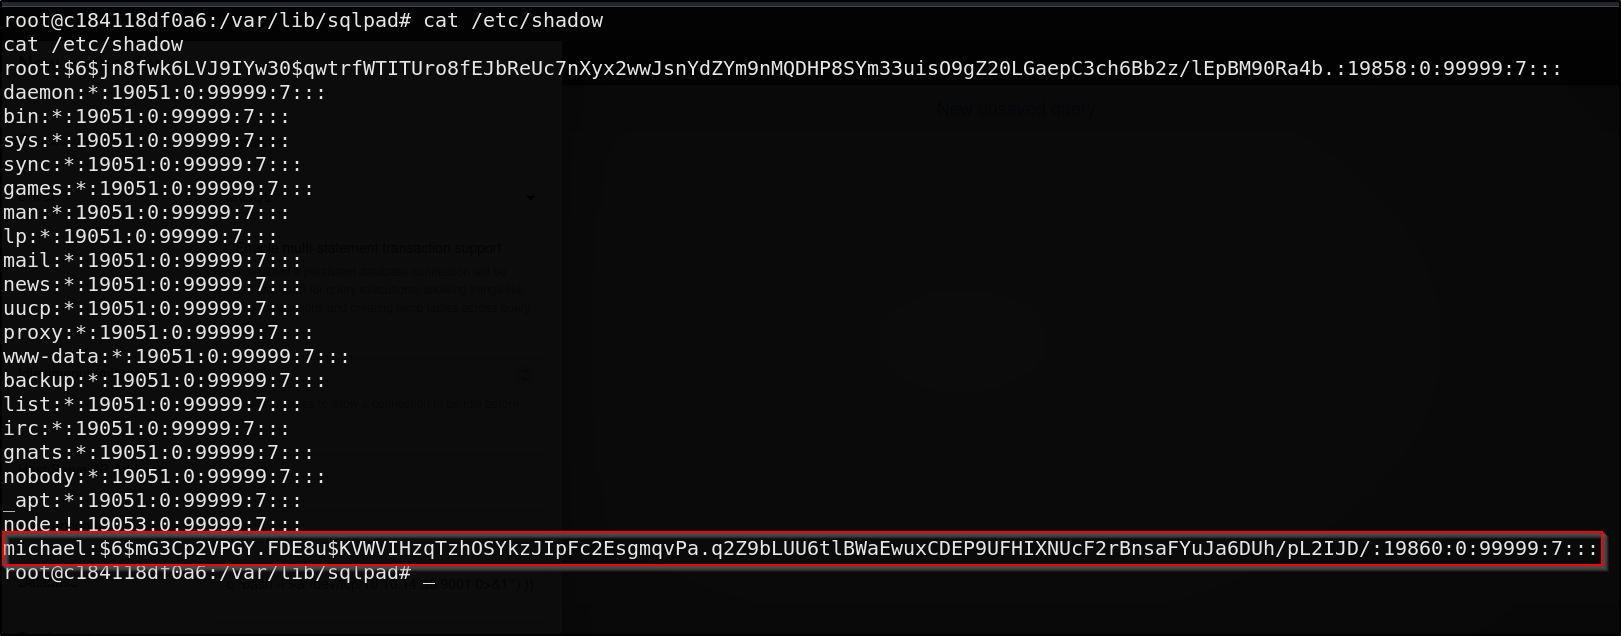 root@c184118df0a6:/var/lib/sqlpad# cat /etc/shadow
cat /etc/shadow
root:$6$jn8fwk6LVJ9IYw30$qwtrfWTITUro8fEJbReUc7nXyx2wwJsnYdZYm9nMQDHP8SYm33uisO9gZ20LGaepC3ch6Bb2z/lEpBM90Ra4b.:19858:0:99999:7:::
daemon:*:19051:0:99999:7:::
bin:*:19051:0:99999:7:::
sys:*:19051:0:99999:7:::
sync:*:19051:0:99999:7:::
games:*:19051:0:99999:7:::
man:*:19051:0:99999:7:::
lp:*:19051:0:99999:7:::
mail:*:19051:0:99999:7:::
news:*:19051:0:99999:7:::
uucp:*:19051:0:99999:7:::
proxy:*:19051:0:99999:7:::
www-data:*:19051:0:99999:7:::
backup:*:19051:0:99999:7:::
list:*:19051:0:99999:7:::
irc:*:19051:0:99999:7:::
gnats:*:19051:0:99999:7:::
nobody:*:19051:0:99999:7:::
_apt:*:19051:0:99999:7:::
node:!:19053:0:99999:7:::
michael:$6$mG3Cp2VPGY.FDE8u$KVWVIHzqTzhOSYkzJIpFc2EsgmqvPa.q2Z9bLUU6tlBWaEwuxCDEP9UFHIXNUcF2rBnsaFYuJa6DUh/pL2IJD/:19860:0:99999:7:::
root@c184118df0a6:/var/lib/sqlpad# _